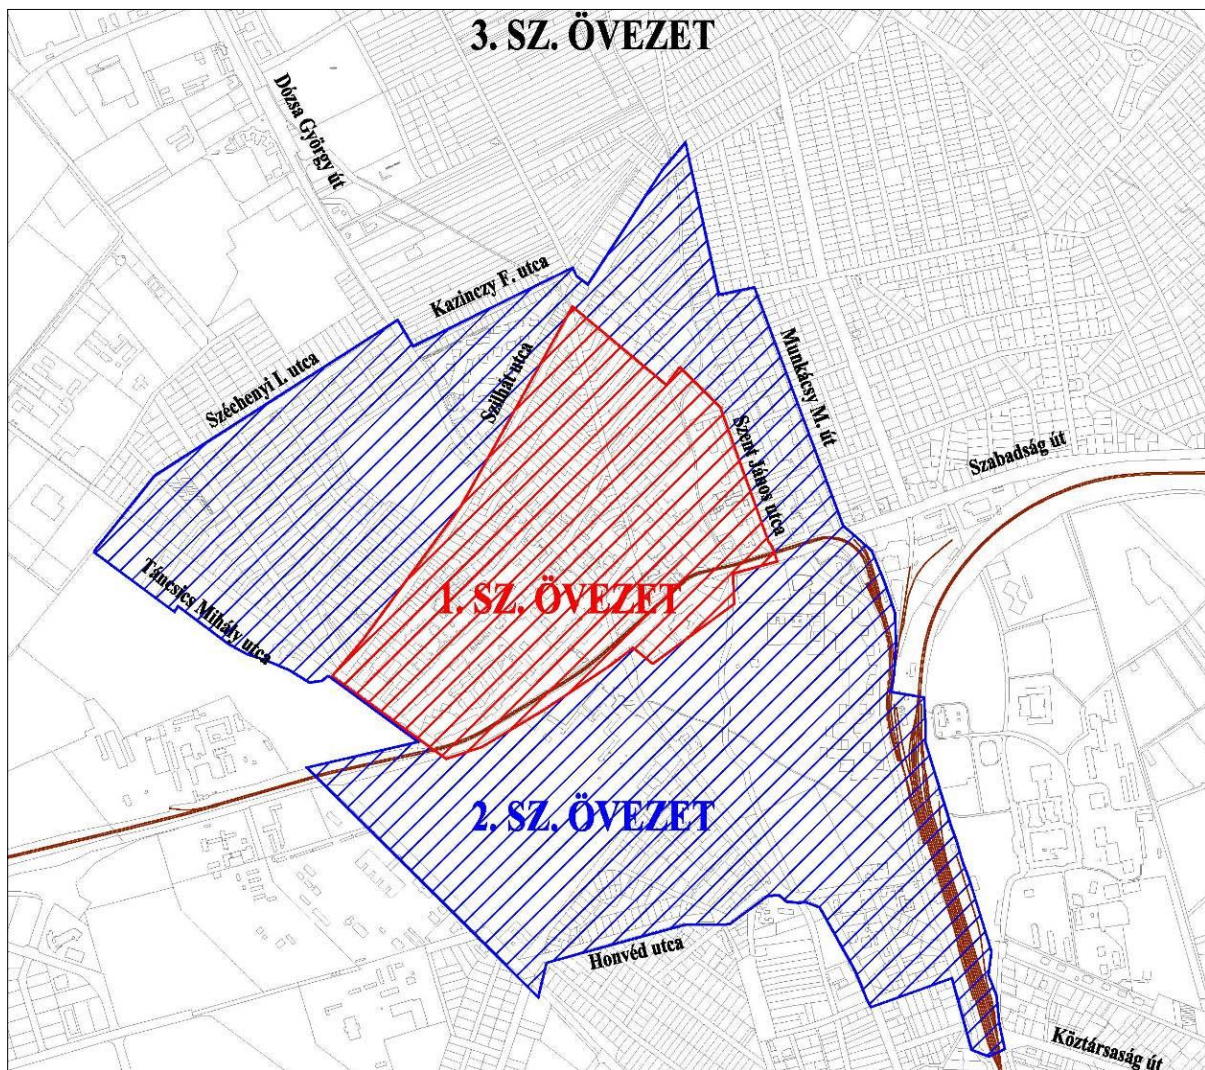 3. SZ. ÖVEZET
Dózsa György út
Kazinczy F. utca
Széchenyi I. utca
Szilhát utca
Munkácsy M. út
Szent János utca
Szabadság út
Táncsics Mihály utca
1. SZ. ÖVEZET
2. SZ. ÖVEZET
Honvéd utca
Köztársaság út